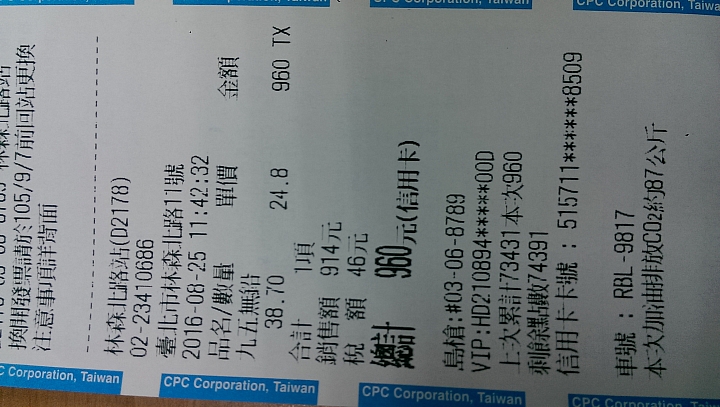 換開發票請於105/9/7前回站更換
注意事項詳背面
林森北路站(D2178)
02-23410686
臺北市林森北路11號
2016-08-25 11:42:32
品名/數量 單價 金額
九五無鉛
38.70 24.8 960 TX
合計 1項
銷售額 914元
稅 額 46元
總計 960元(信用卡)
島槍:#03-06-8789
VIP:HD210894*****00D
上次累計73431本次960
剩餘點數74391
信用卡卡號 : 515711******8509
車號 : RBL-9817
本次加油排放CO2約87公斤
CPC Corporation, Taiwan
CPC Corporation, Taiwan
CPC Corporation, Taiwan
CPC Corporation, Taiwan